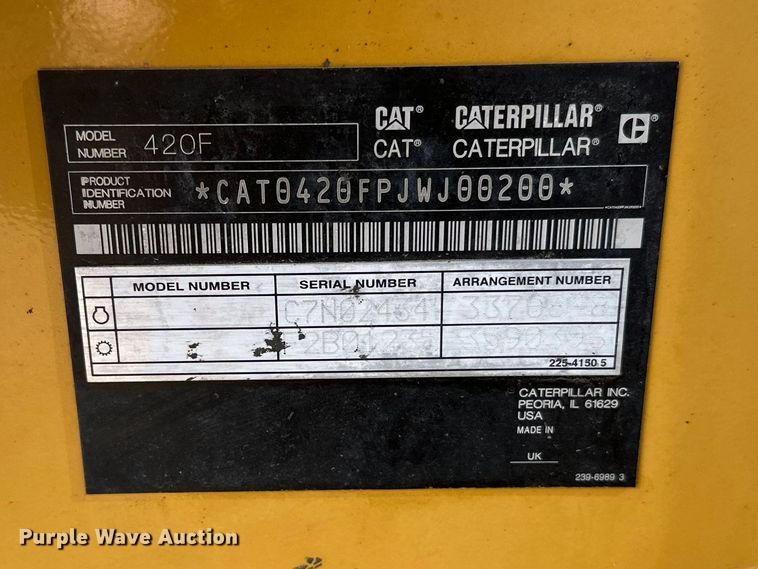 CAT® CATERPILLAR®
CAT® CATERPILLAR®
MODEL NUMBER 420F
PRODUCT IDENTIFICATION NUMBER *CAT0420FPJWJ00200*
MODEL NUMBER SERIAL NUMBER ARRANGEMENT NUMBER
225-4150 5
CATERPILLAR INC.
PEORIA, IL 61629
USA
MADE IN
UK
239-6989 3
Purple Wave Auction